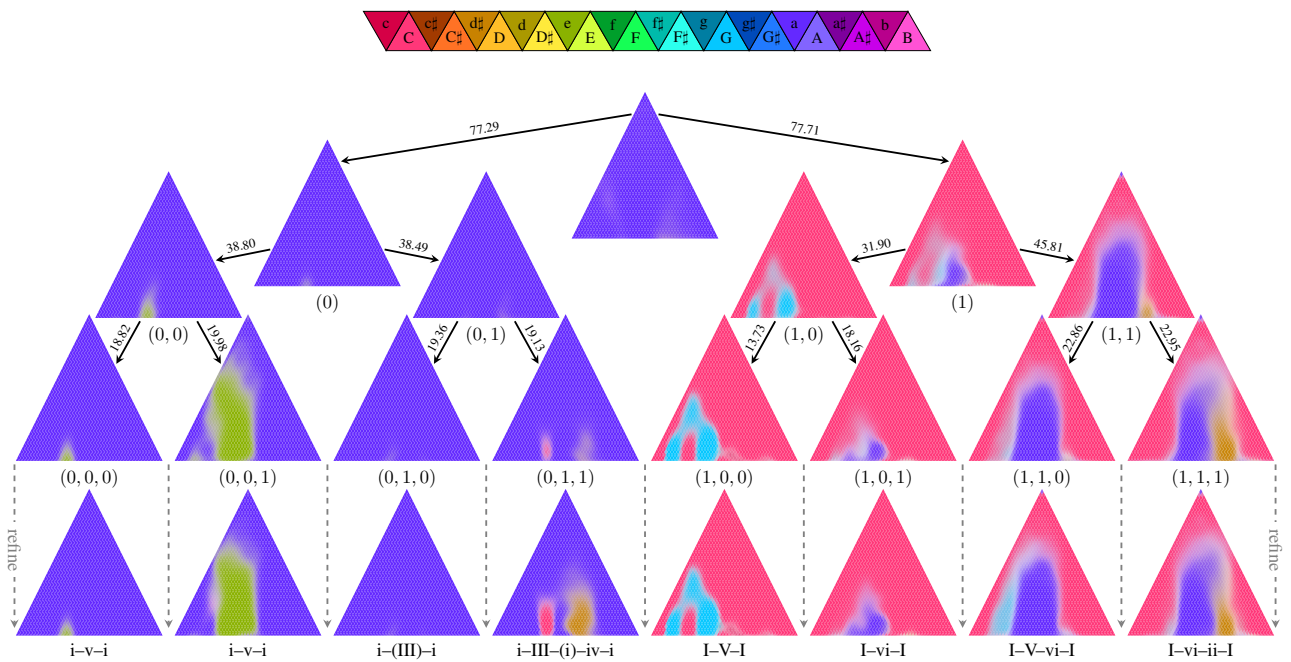 c c♯ d♯ d e f f♯ g g♯ a a♯ b
C C♯ D D♯ E F F♯ G G♯ A A♯ B
77.29 77.71
38.80 38.49 31.90 45.81
(0) (1)
18.82 19.98 (0, 0) 19.36 19.13 (0, 1) 13.73 18.16 (1, 0) 22.86 22.95 (1, 1)
(0, 0, 0) (0, 0, 1) (0, 1, 0) (0, 1, 1) (1, 0, 0) (1, 0, 1) (1, 1, 0) (1, 1, 1)
refine refine
i–v–i i–v–i i–(III)–i i–III–(i)–iv–i I–V–I I–vi–I I–V–vi–I I–vi–ii–I